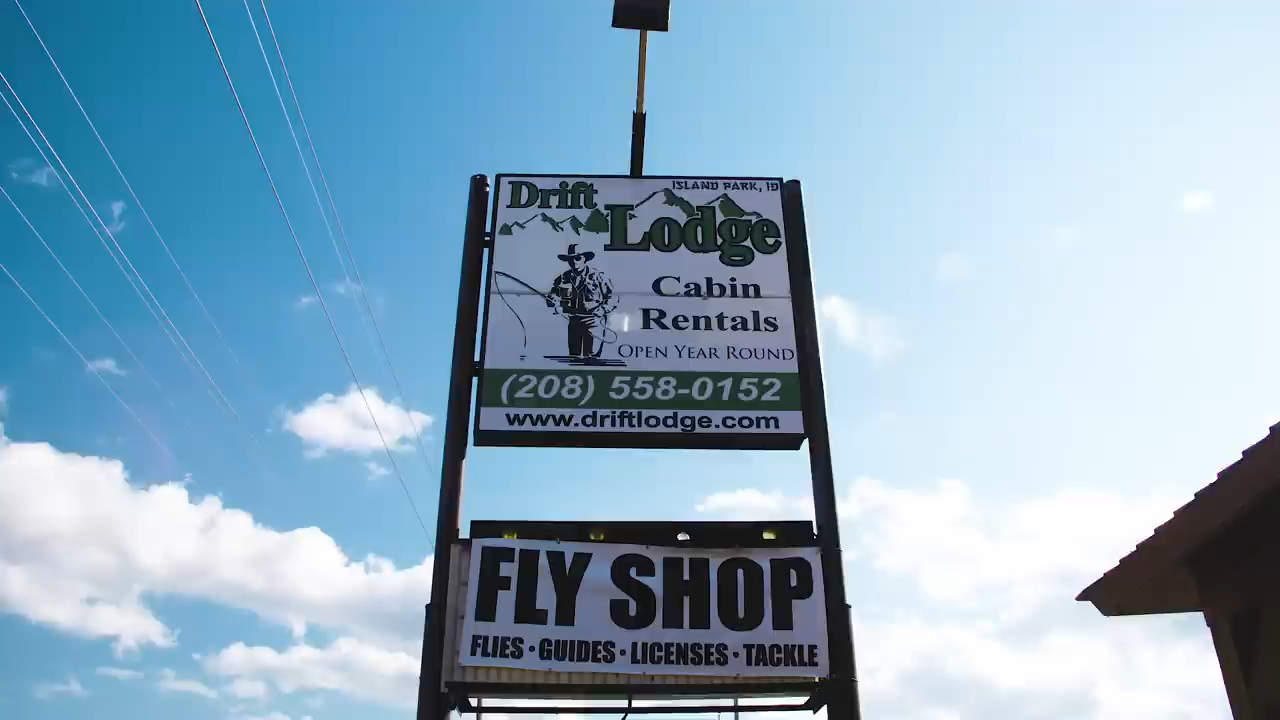 ISLAND PARK, ID
Drift
Lodge
Cabin
Rentals
OPEN YEAR ROUND
(208) 558-0152
www.driftlodge.com
FLY SHOP
FLIES • GUIDES • LICENSES • TACKLE